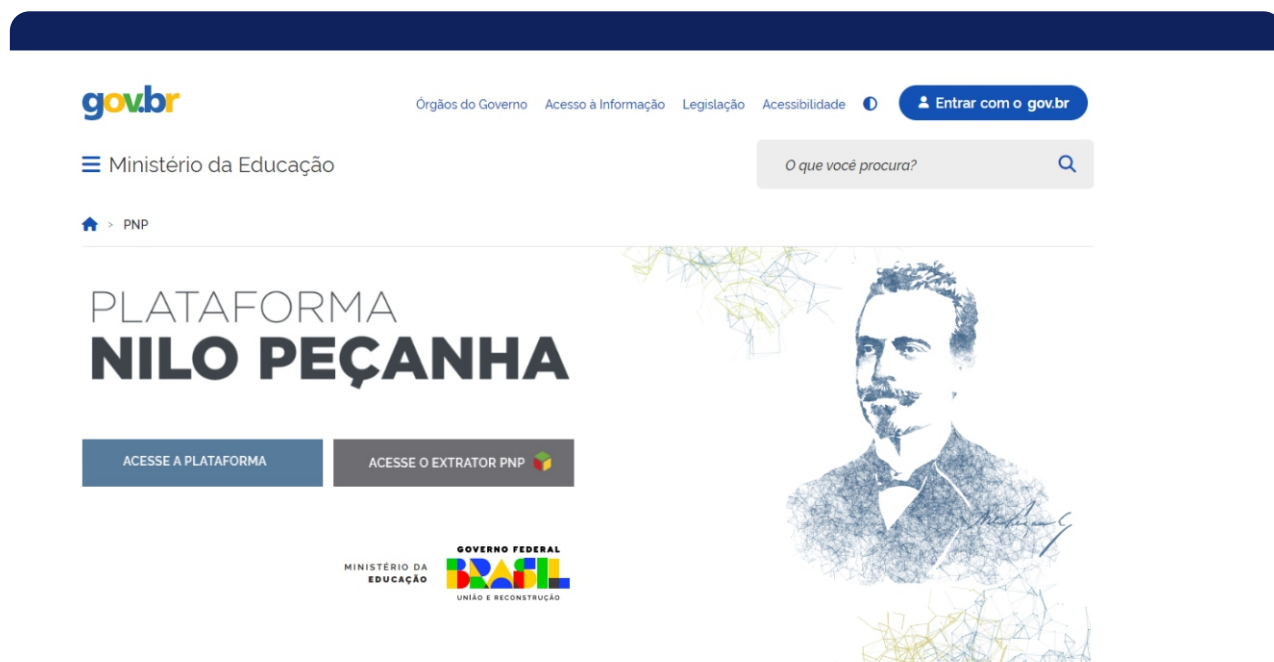 gov.br
Órgãos do Governo Acesso à Informação Legislação Acessibilidade Entrar com o gov.br
Ministério da Educação
O que você procura?
> PNP
PLATAFORMA
NILO PEÇANHA
ACESSE A PLATAFORMA
ACESSE O EXTRATOR PNP
MINISTÉRIO DA
EDUCAÇÃO
GOVERNO FEDERAL
BRASIL
UNIÃO E RECONSTRUÇÃO